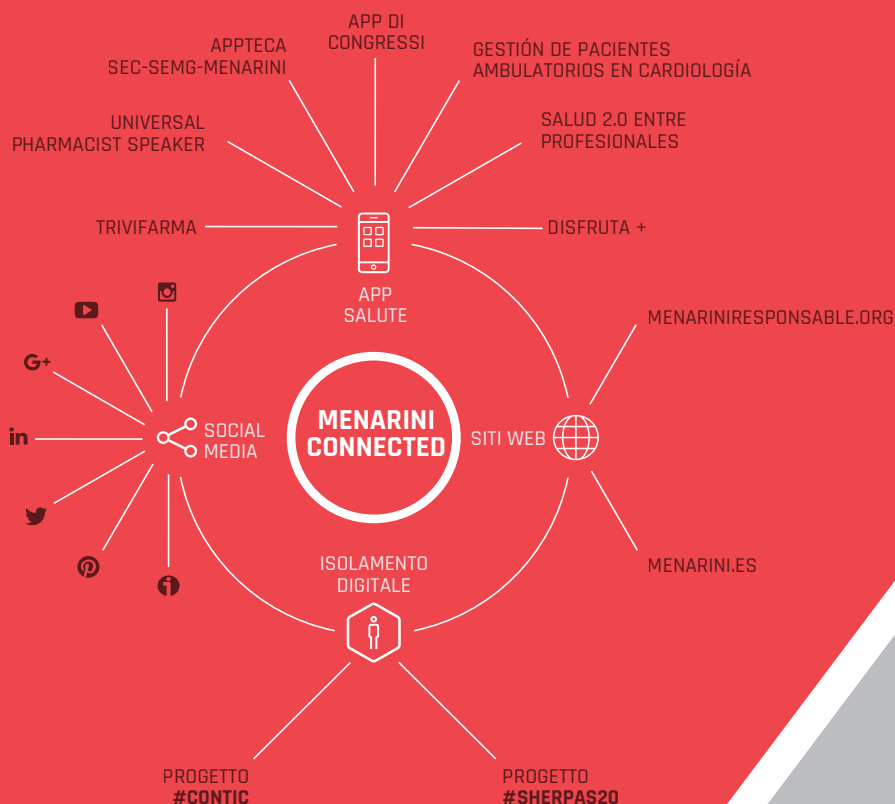 APP DI
CONGRESSI
APPTECA
SEC-SEMG-MENARINI
GESTIÓN DE PACIENTES
AMBULATORIOS EN CARDIOLOGÍA
UNIVERSAL
PHARMACIST SPEAKER
SALUD 2.0 ENTRE
PROFESIONALES
TRIVIFARMA
DISFRUTA +
APP
SALUTE
MENARINIRESPONSABLE.ORG
G+
in
SOCIAL
MEDIA
MENARINI
CONNECTED
SITI WEB
ISOLAMENTO
DIGITALE
MENARINI.ES
PROGETTO
#CONTIC
PROGETTO
#SHERPAS20